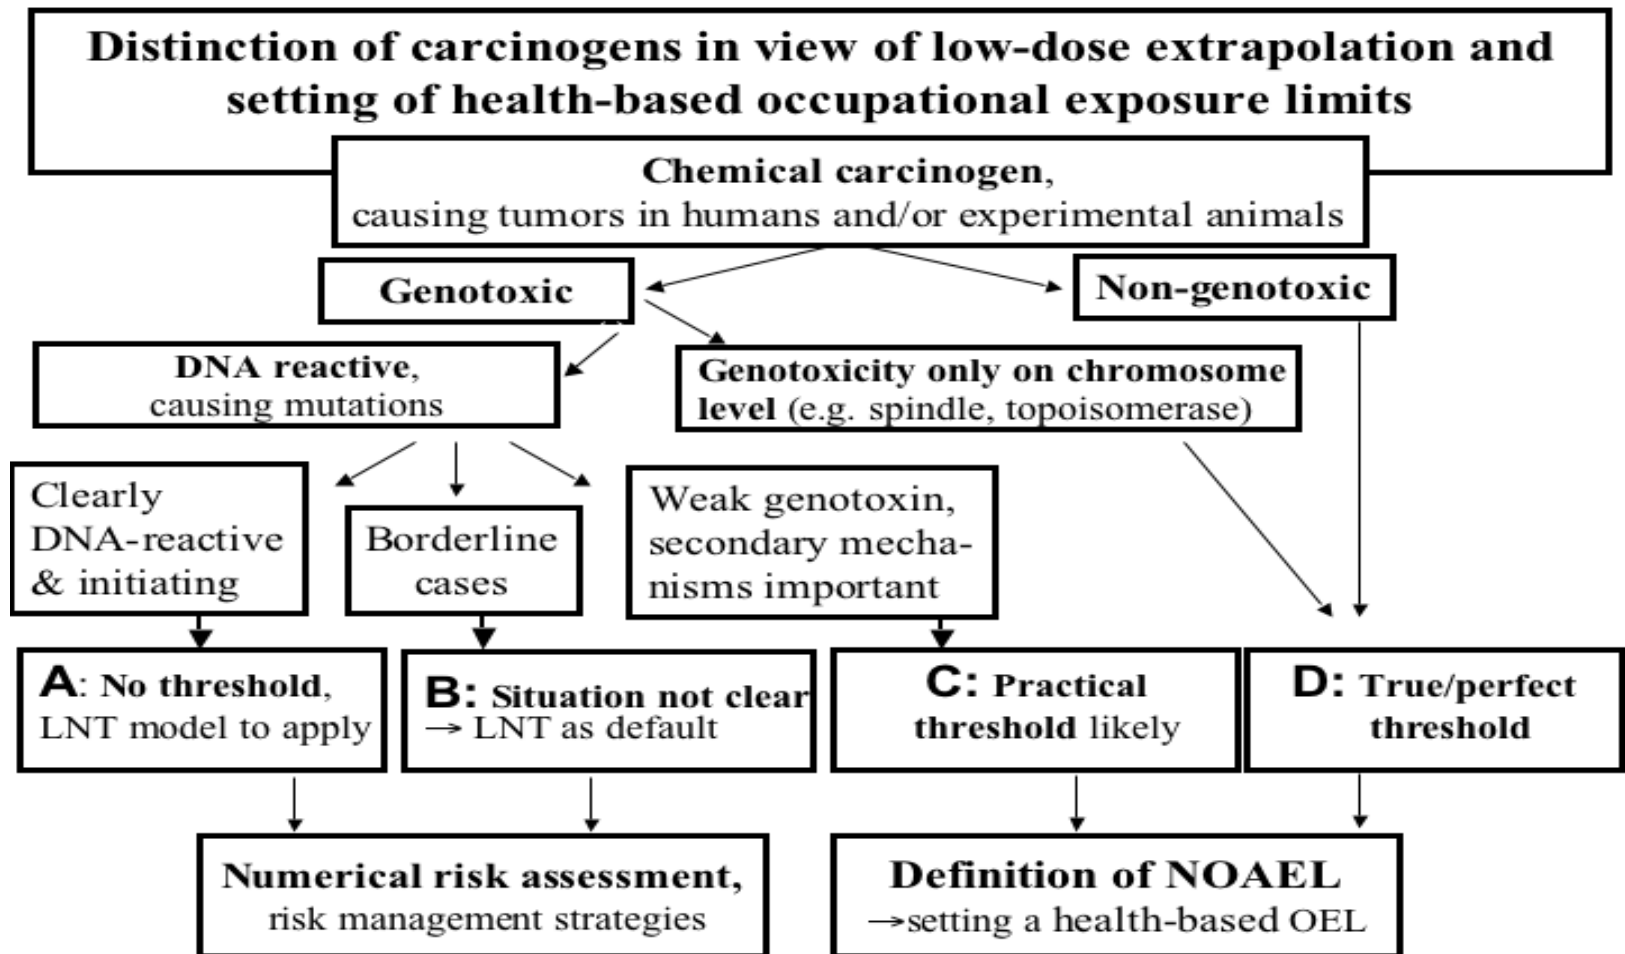 Distinction of carcinogens in view of low-dose extrapolation and
setting of health-based occupational exposure limits
Chemical carcinogen,
causing tumors in humans and/or experimental animals
Genotoxic
Non-genotoxic
DNA reactive,
causing mutations
Genotoxicity only on chromosome
level (e.g. spindle, topoisomerase)
Clearly
DNA-reactive
& initiating
Borderline
cases
Weak genotoxin,
secondary mecha-
nisms important
A: No threshold,
LNT model to apply
B: Situation not clear
→ LNT as default
C: Practical
threshold likely
D: True/perfect
threshold
Numerical risk assessment,
risk management strategies
Definition of NOAEL
→setting a health-based OEL